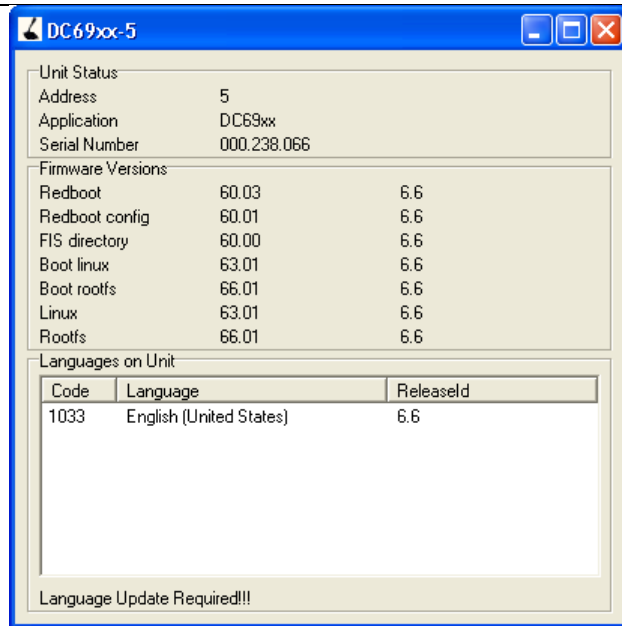 DC69xx-5
Unit Status
Address 5
Application DC69xx
Serial Number 000.238.066
Firmware Versions
Redboot 60.03 6.6
Redboot config 60.01 6.6
FIS directory 60.00 6.6
Boot linux 63.01 6.6
Boot rootfs 66.01 6.6
Linux 63.01 6.6
Rootfs 66.01 6.6
Languages on Unit
Code Language ReleaseId
1033 English (United States) 6.6
Language Update Required!!!